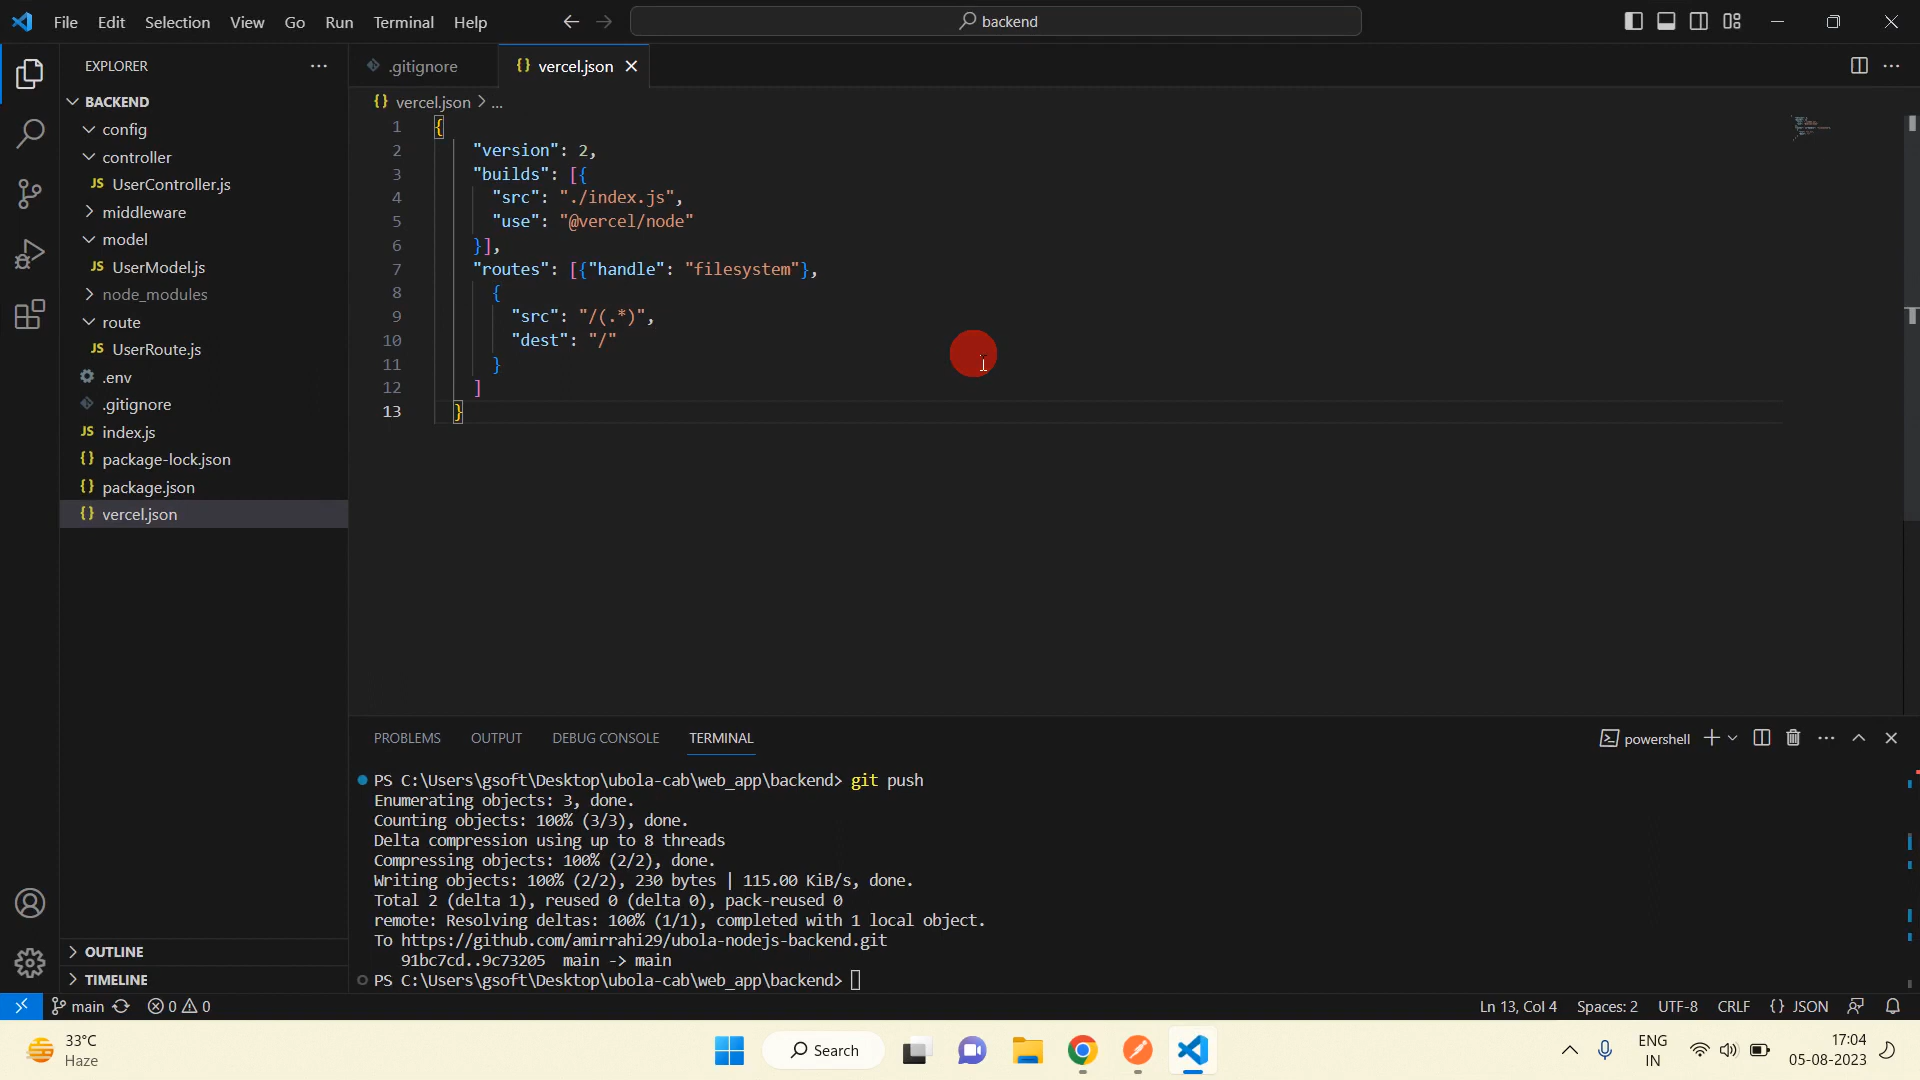 File Edit Selection View Go Run Terminal Help
backend
EXPLORER
BACKEND
config
controller
JS UserController.js
middleware
model
JS UserModel.js
node_modules
route
JS UserRoute.js
.env
.gitignore
JS index.js
{} package-lock.json
{} package.json
{} vercel.json
OUTLINE
TIMELINE
.gitignore
{} vercel.json
{} vercel.json > ...
1 {
2 "version": 2,
3 "builds": [{
4 "src": "./index.js",
5 "use": "@vercel/node"
6 }],
7 "routes": [{"handle": "filesystem"},
8 {
9 "src": "/(.*)",
10 "dest": "/"
11 }
12 ]
13 }
PROBLEMS OUTPUT DEBUG CONSOLE TERMINAL
powershell
PS C:\Users\gsoft\Desktop\ubola-cab\web_app\backend> git push
Enumerating objects: 3, done.
Counting objects: 100% (3/3), done.
Delta compression using up to 8 threads
Compressing objects: 100% (2/2), done.
Writing objects: 100% (2/2), 230 bytes | 115.00 KiB/s, done.
Total 2 (delta 1), reused 0 (delta 0), pack-reused 0
remote: Resolving deltas: 100% (1/1), completed with 1 local object.
To https://github.com/amirrahi29/ubola-nodejs-backend.git
91bc7cd..9c73205 main -> main
PS C:\Users\gsoft\Desktop\ubola-cab\web_app\backend>
main 0 0
Ln 13, Col 4 Spaces: 2 UTF-8 CRLF {} JSON
33°C
Haze
Search
ENG
IN
17:04
05-08-2023